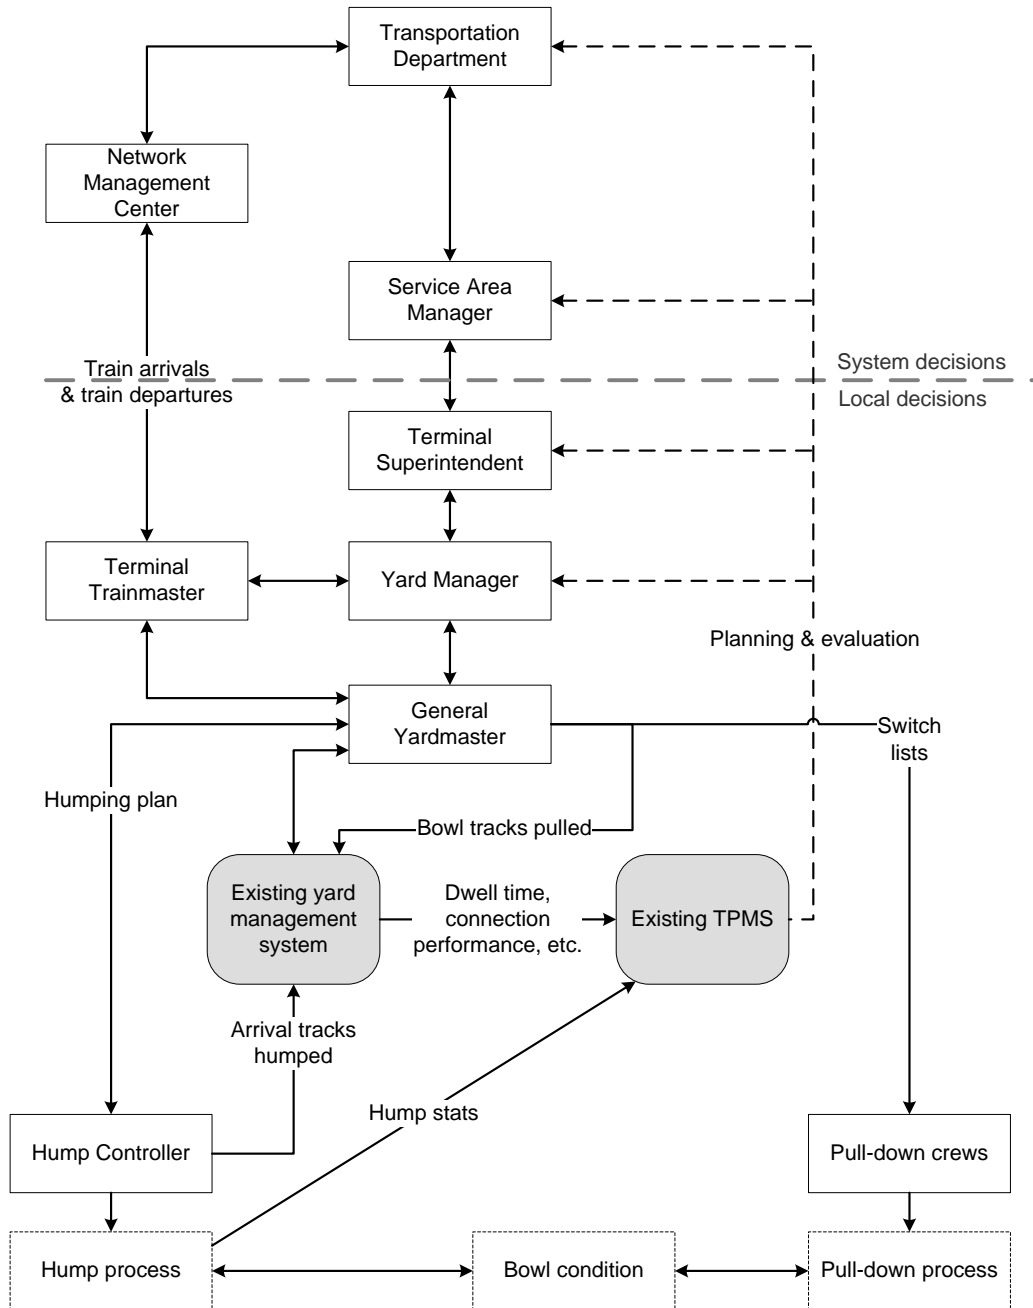 Transportation
Department
Network
Management
Center
Service Area
Manager
Train arrivals
& train departures
System decisions
Local decisions
Terminal
Superintendent
Terminal
Trainmaster
Yard Manager
Planning & evaluation
General
Yardmaster
Switch
lists
Humping plan
Bowl tracks pulled
Existing yard
management
system
Dwell time,
connection
performance, etc.
Existing TPMS
Arrival tracks
humped
Hump stats
Hump Controller
Pull-down crews
Hump process
Bowl condition
Pull-down process